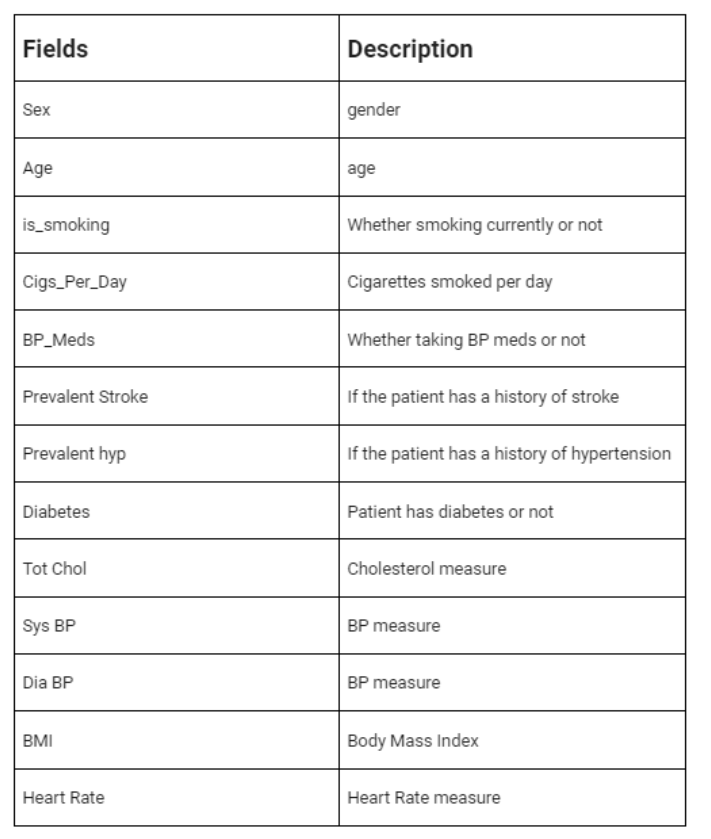 Fields Description
Sex gender
Age age
is_smoking Whether smoking currently or not
Cigs_Per_Day Cigarettes smoked per day
BP_Meds Whether taking BP meds or not
Prevalent Stroke If the patient has a history of stroke
Prevalent hyp If the patient has a history of hypertension
Diabetes Patient has diabetes or not
Tot Chol Cholesterol measure
Sys BP BP measure
Dia BP BP measure
BMI Body Mass Index
Heart Rate Heart Rate measure